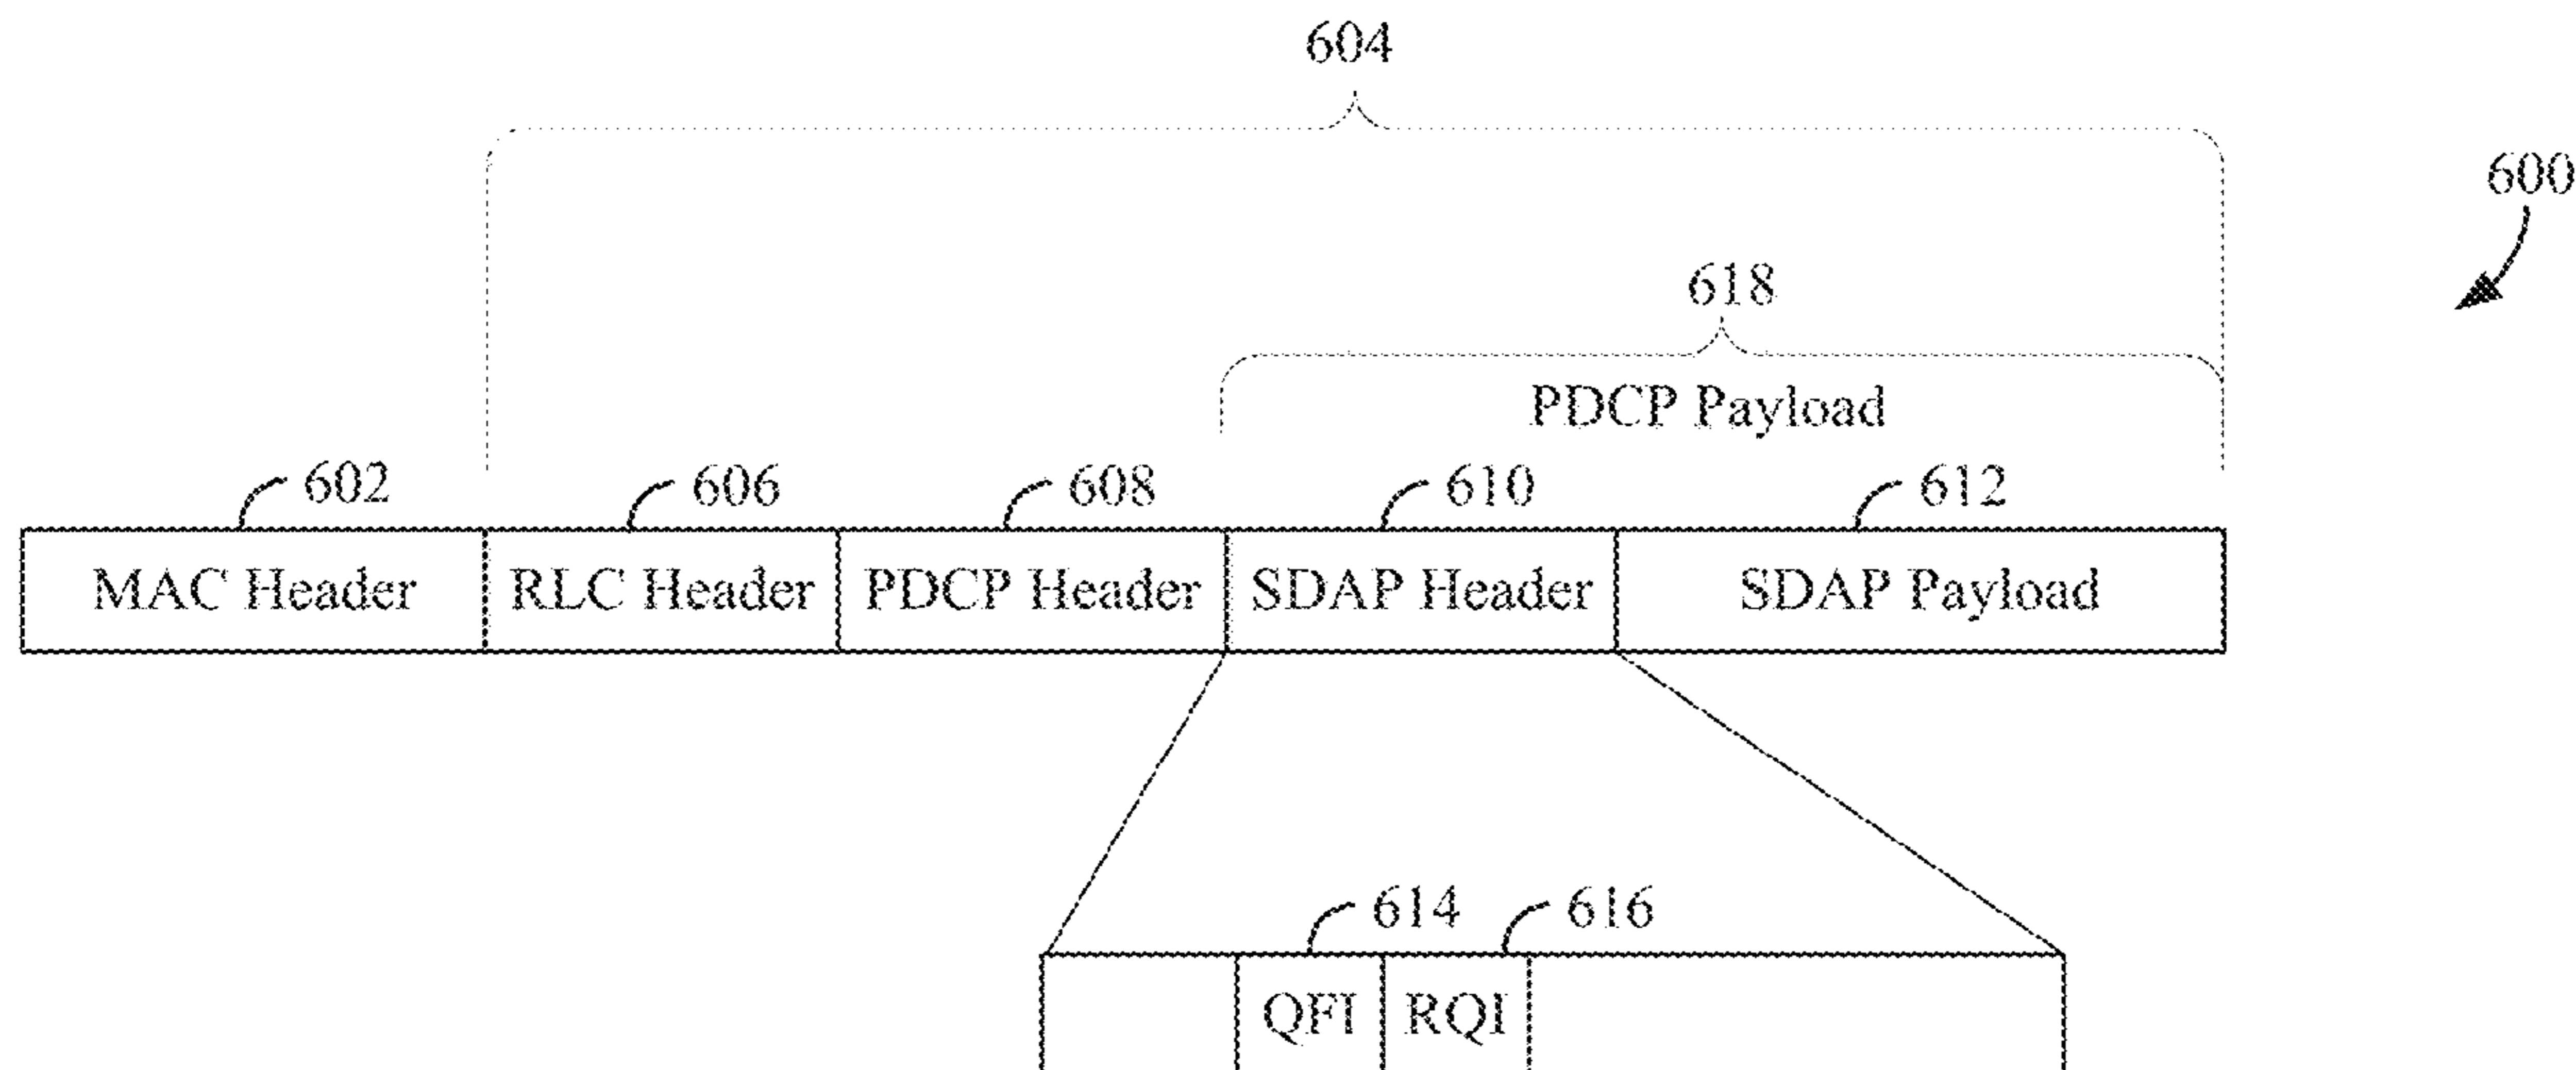 604
600
618
PDCP Payload
602 606 608 610 612
MAC Header RLC Header PDCP Header SDAP Header SDAP Payload
614 616
QFI RQI